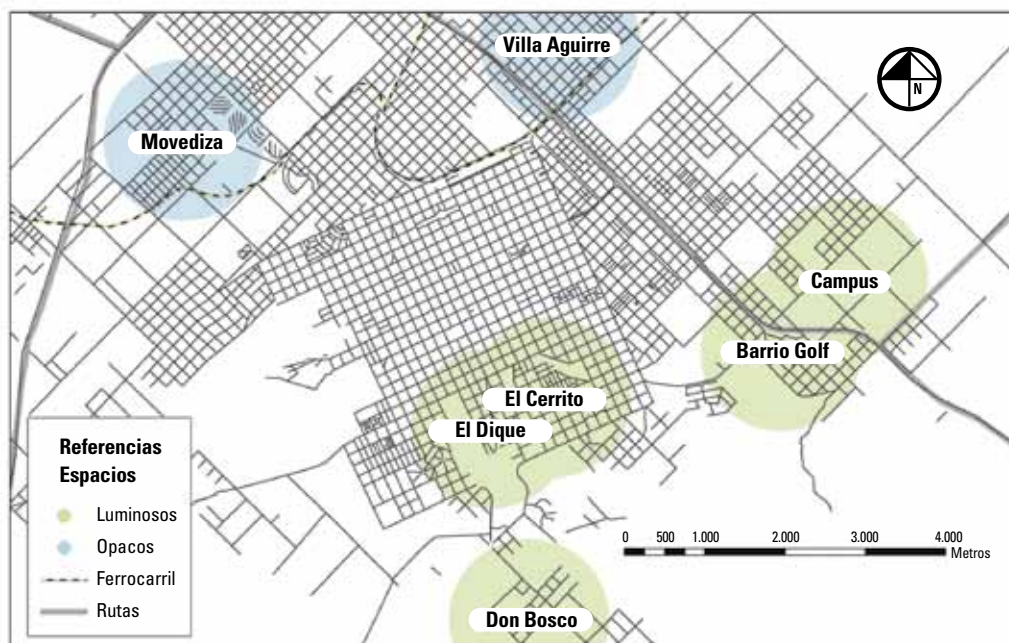 Villa Aguirre
N
Movediza
Campus
Barrio Golf
El Cerrito
El Dique
Referencias
Espacios
Luminosos
Opacos
Ferrocarril
Rutas
0 500 1.000 2.000 3.000 4.000
Metros
Don Bosco